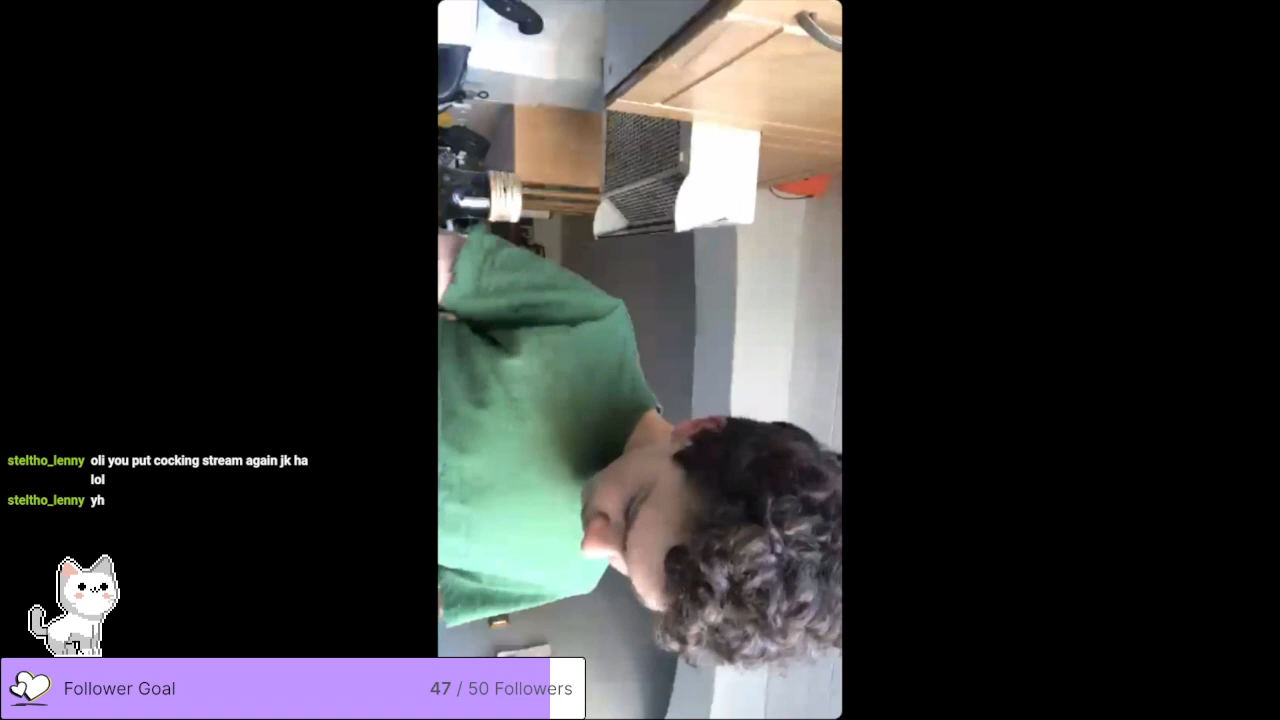 steltho_lenny oli you put cocking stream again jk ha
lol
steltho_lenny yh
Follower Goal 47 / 50 Followers